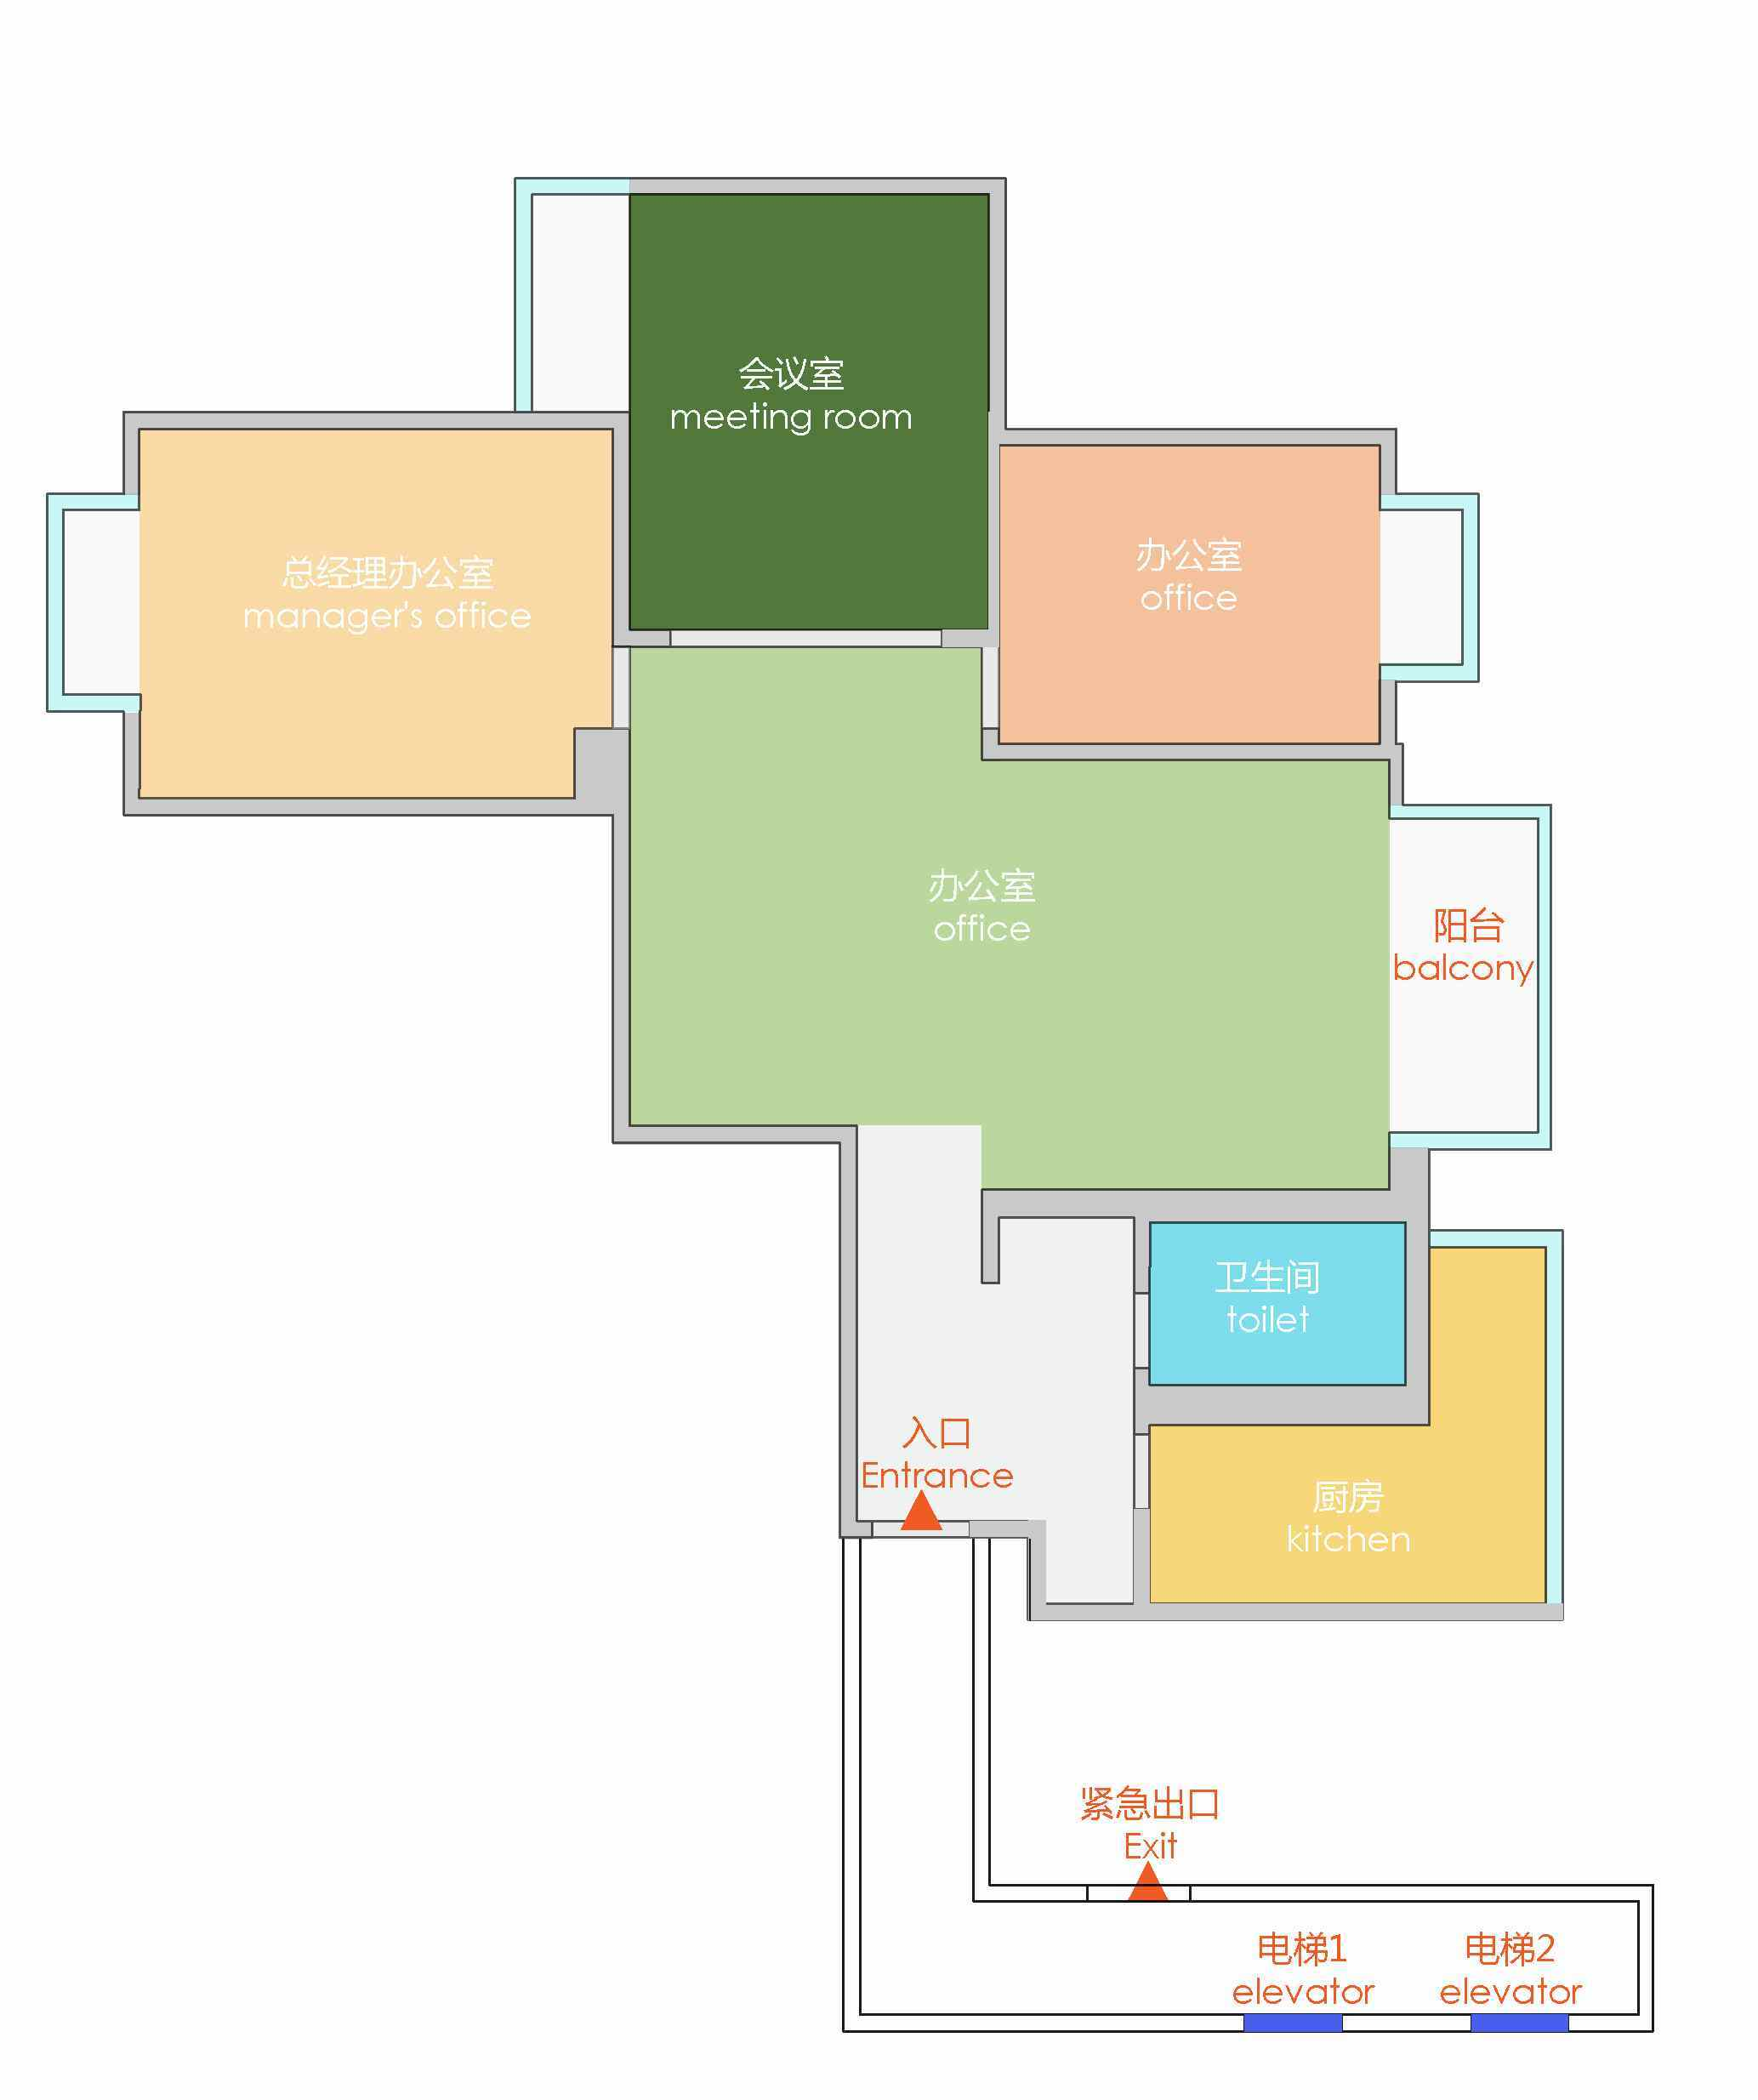 会议室
meeting room
总经理办公室
manager's office
办公室
office
办公室
office
阳台
balcony
卫生间
toilet
入口
Entrance
厨房
kitchen
紧急出口
Exit
电梯1
elevator
电梯2
elevator